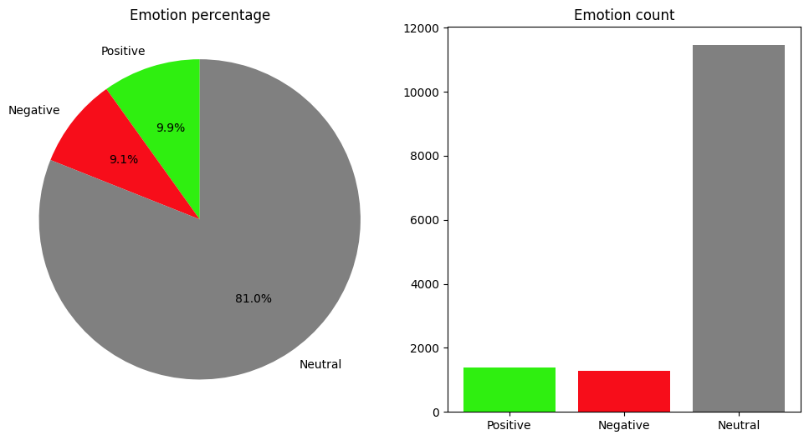 Emotion percentage
Positive
9.9%
Negative
9.1%
81.0%
Neutral
Emotion count
12000
10000
8000
6000
4000
2000
0
Positive
Negative
Neutral